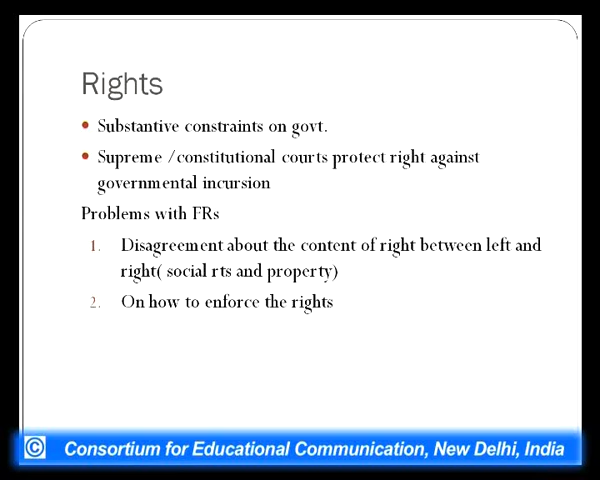 Rights
• Substantive constraints on govt.
• Supreme /constitutional courts protect right against
governmental incursion
Problems with FRs
1. Disagreement about the content of right between left and
right( social rts and property)
2. On how to enforce the rights
© Consortium for Educational Communication, New Delhi, India